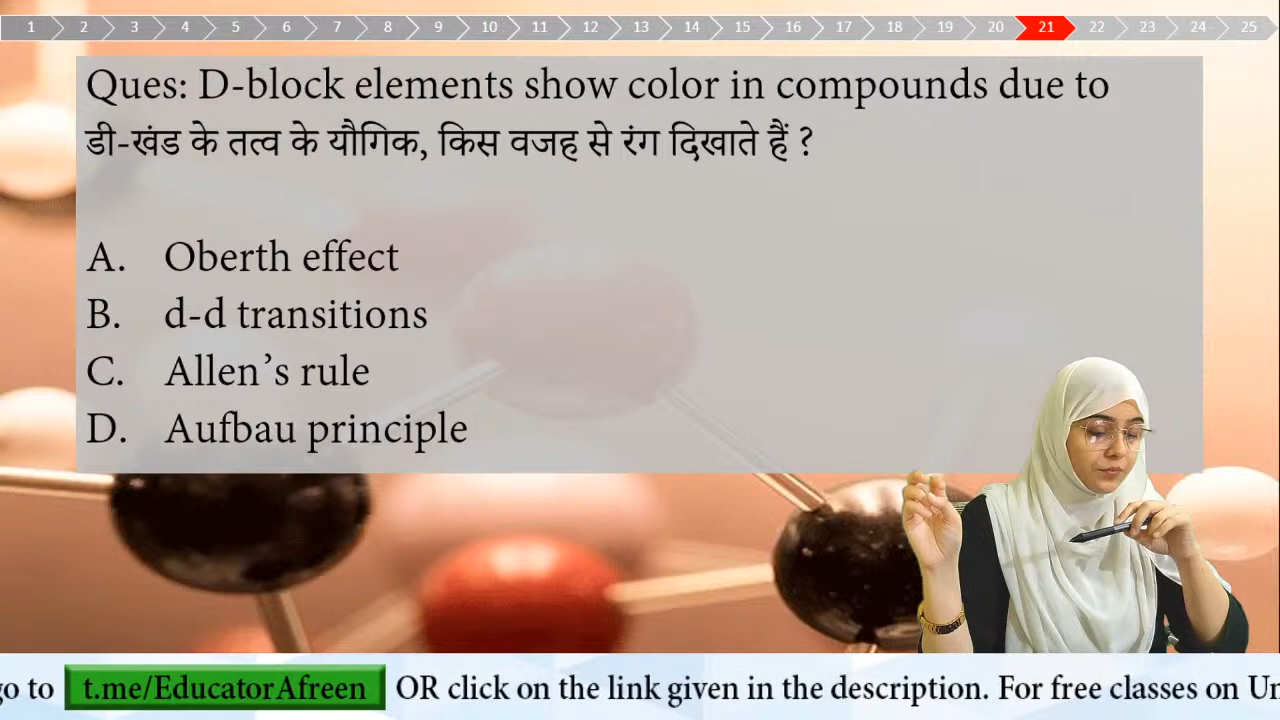 1 2 3 4 5 6 7 8 9 10 11 12 13 14 15 16 17 18 19 20 21 22 23 24 25
Ques: D-block elements show color in compounds due to
डी-खंड के तत्व के यौगिक, किस वजह से रंग दिखाते हैं ?
A. Oberth effect
B. d-d transitions
C. Allen’s rule
D. Aufbau principle
go to t.me/EducatorAfreen OR click on the link given in the description. For free classes on Un